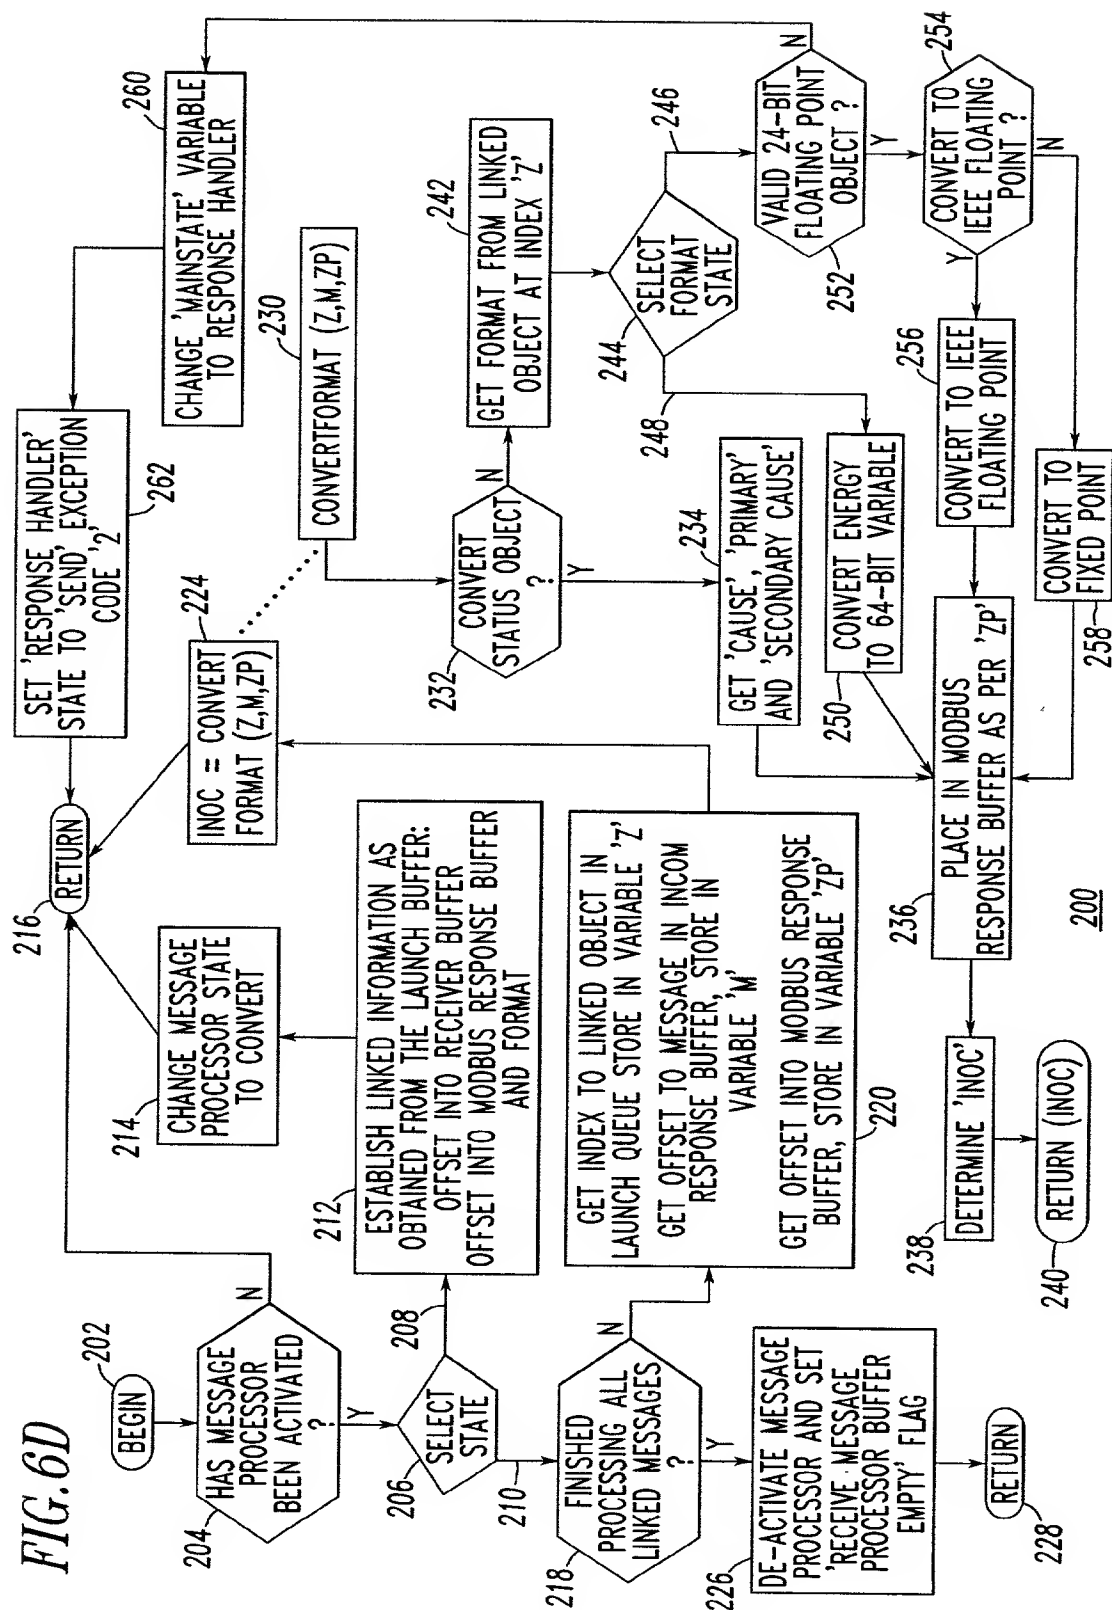 FIG.6D
BEGIN
202
HAS MESSAGE
PROCESSOR
BEN ACTIVATED
?
204
N
Y
SELECT
STATE
206
208
210
FINISHED
PROCESSING ALL
LINKED MESSAGES
?
218
N
Y
DE-ACTIVATE MESSAGE
PROCESSOR AND SET
'RECEIVE MESSAGE
PROCESSOR BUFFER
EMPTY' FLAG
226
RETURN
228
216
RETURN
CHANGE MESSAGE
PROCESSOR STATE
TO CONVERT
214
ESTABLISH LINKED INFORMATION AS
OBTAINED FROM THE LAUNCH BUFFER:
OFFSET INTO RECEIVER BUFFER
OFFSET INTO MODBUS RESPONSE BUFFER
AND FORMAT
212
GET INDEX TO LINKED OBJECT IN
LAUNCH QUEUE STORE IN VARIABLE 'Z'
GET OFFSET TO MESSAGE IN INCOM
RESPONSE BUFFER, STORE IN
VARIABLE 'M'
GET OFFSET INTO MODBUS RESPONSE
BUFFER, STORE IN VARIABLE 'ZP'
220
INOC = CONVERT
FORMAT (Z,M,ZP)
224
SET 'RESPONSE HANDLER'
STATE TO 'SEND', EXCEPTION
CODE '2'
262
CHANGE 'MAINSTATE' VARIABLE
TO RESPONSE HANDLER
260
CONVERTFORMAT (Z,M,ZP)
230
CONVERT
STATUS OBJECT
?
232
N
Y
GET FORMAT FROM LINKED
OBJECT AT INDEX 'Z'
242
SELECT
FORMAT
STATE
244
246
248
VALID 24-BIT
FLOATING POINT
OBJECT ?
252
N
Y
CONVERT TO
IEEE FLOATING
POINT ?
254
Y
N
GET 'CAUSE', 'PRIMARY'
AND 'SECONDARY CAUSE'
234
CONVERT ENERGY
TO 64-BIT VARIABLE
250
CONVERT TO IEEE
FLOATING POINT
256
CONVERT TO
FIXED POINT
258
PLACE IN MODBUS
RESPONSE BUFFER AS PER 'ZP'
236
DETERMINE 'INOC'
238
RETURN (INOC)
240
200